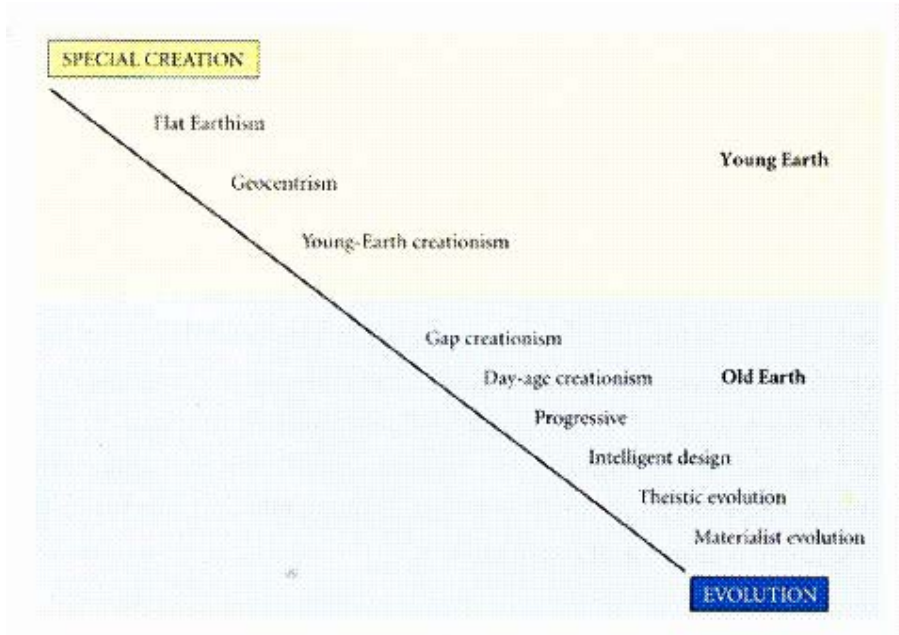 SPECIAL CREATION
Flat Earthism
Young Earth
Geocentrism
Young-Earth creationism
Gap creationism
Day-age creationism
Old Earth
Progressive
Intelligent design
Theistic evolution
Materialist evolution
EVOLUTION